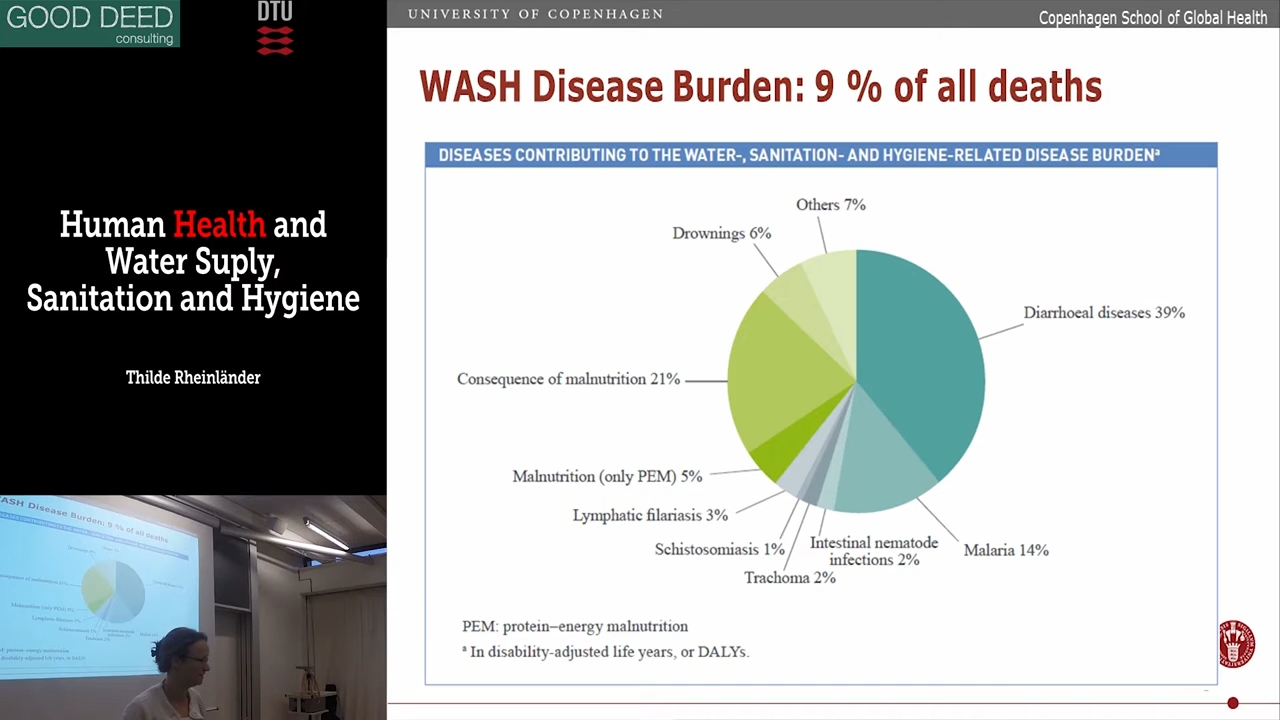 GOOD DEED
consulting
DTU
UNIVERSITY OF COPENHAGEN
Copenhagen School of Global Health
Human Health and
Water Suply,
Sanitation and Hygiene
Thilde Rheinländer
WASH Disease Burden: 9 % of all deaths
DISEASES CONTRIBUTING TO THE WATER-, SANITATION- AND HYGIENE-RELATED DISEASE BURDENᵃ
Others 7%
Drownings 6%
Diarrhoeal diseases 39%
Consequence of malnutrition 21%
Malnutrition (only PEM) 5%
Lymphatic filariasis 3%
Schistosomiasis 1%
Trachoma 2%
Intestinal nematode
infections 2%
Malaria 14%
PEM: protein–energy malnutrition
ᵃ In disability-adjusted life years, or DALYs.
WASH Disease Burden: 9 % of all deaths